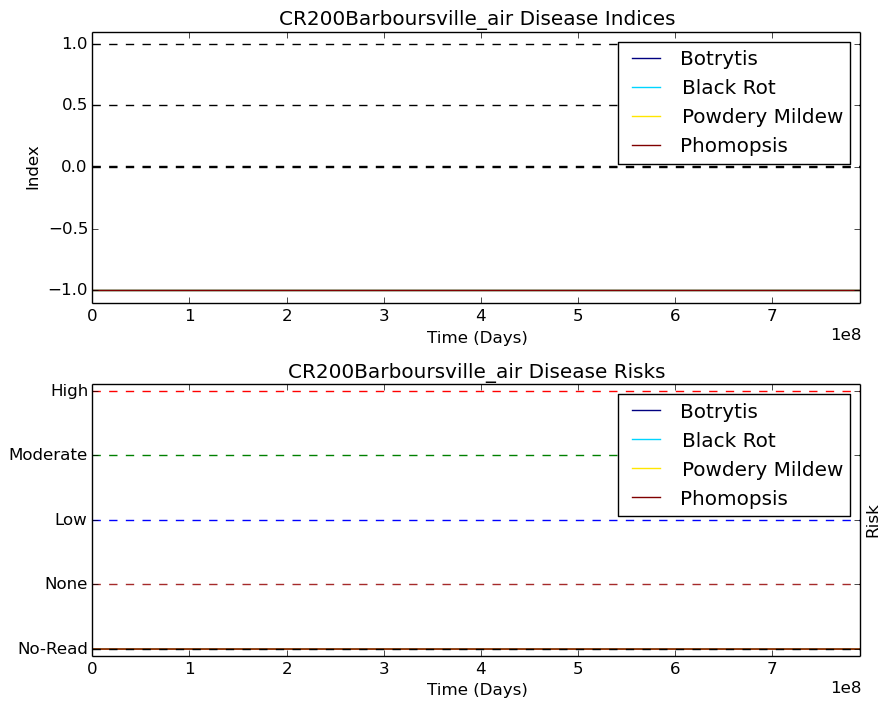 CR200Barboursville_air Disease Indices
1.0
0.5
0.0
−0.5
−1.0
Index
Botrytis
Black Rot
Powdery Mildew
Phomopsis
0 1 2 3 4 5 6 7
1e8
Time (Days)
CR200Barboursville_air Disease Risks
High
Moderate
Low
None
No-Read
Botrytis
Black Rot
Powdery Mildew
Phomopsis
Risk
0 1 2 3 4 5 6 7
1e8
Time (Days)